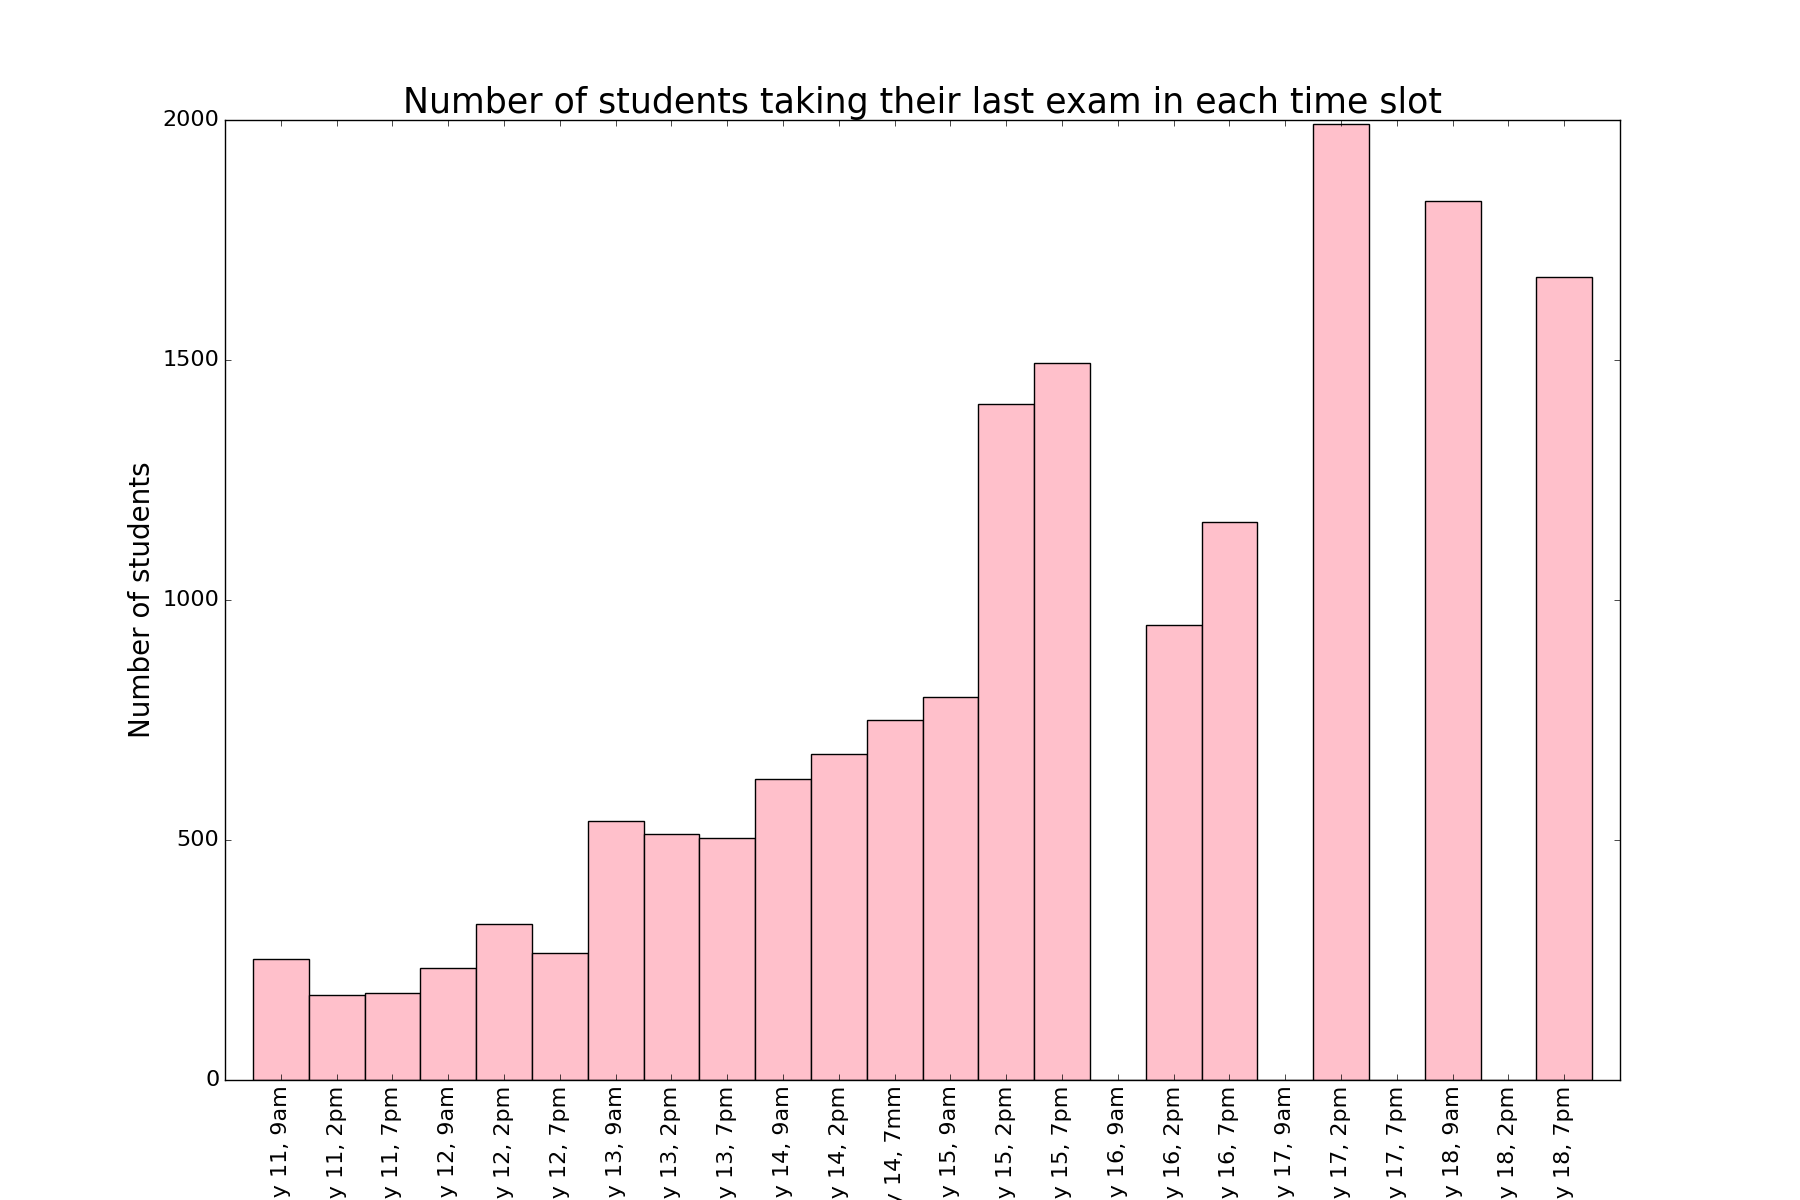 Number of students taking their last exam in each time slot
2000
1500
1000
500
0
Number of students
y 11, 9am
y 11, 2pm
y 11, 7pm
y 12, 9am
y 12, 2pm
y 12, 7pm
y 13, 9am
y 13, 2pm
y 13, 7pm
y 14, 9am
y 14, 2pm
y 14, 7mm
y 15, 9am
y 15, 2pm
y 15, 7pm
y 16, 9am
y 16, 2pm
y 16, 7pm
y 17, 9am
y 17, 2pm
y 17, 7pm
y 18, 9am
y 18, 2pm
y 18, 7pm